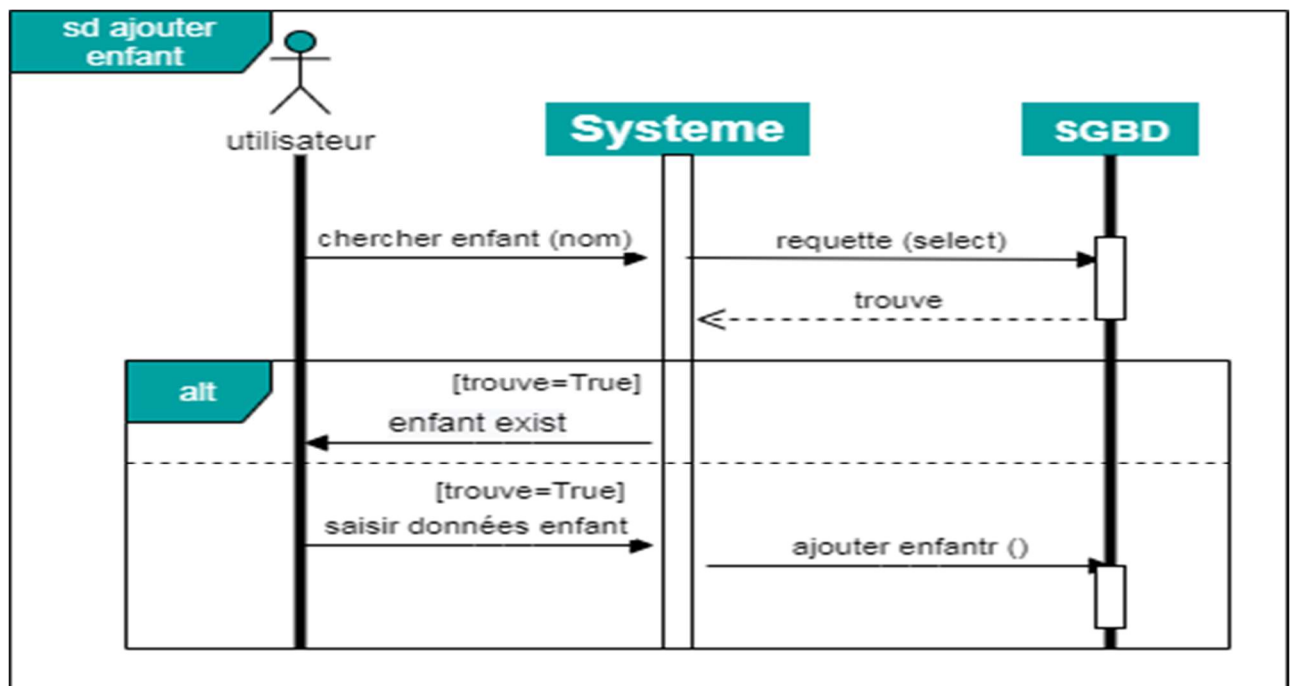 sd ajouter
enfant
utilisateur
Systeme
SGBD
chercher enfant (nom)
requette (select)
trouve
alt
[trouve=True]
enfant exist
[trouve=True]
saisir données enfant
ajouter enfantr ()